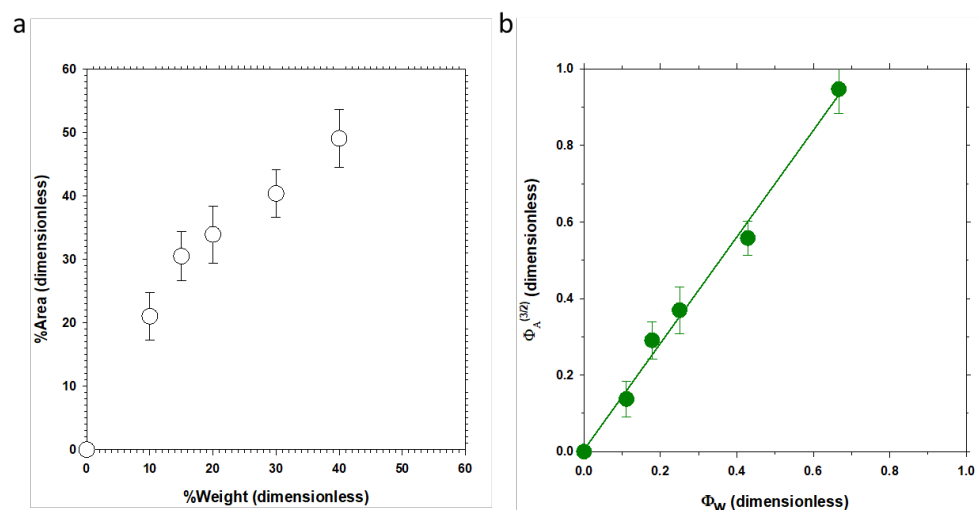 a
60
50
40
30
20
10
0
%Area (dimensionless)
0 10 20 30 40 50 60
%Weight (dimensionless)
b
1.0
0.8
0.6
0.4
0.2
0.0
Φ_A^(3/2) (dimensionless)
0.0 0.2 0.4 0.6 0.8 1.0
Φ_W (dimensionless)